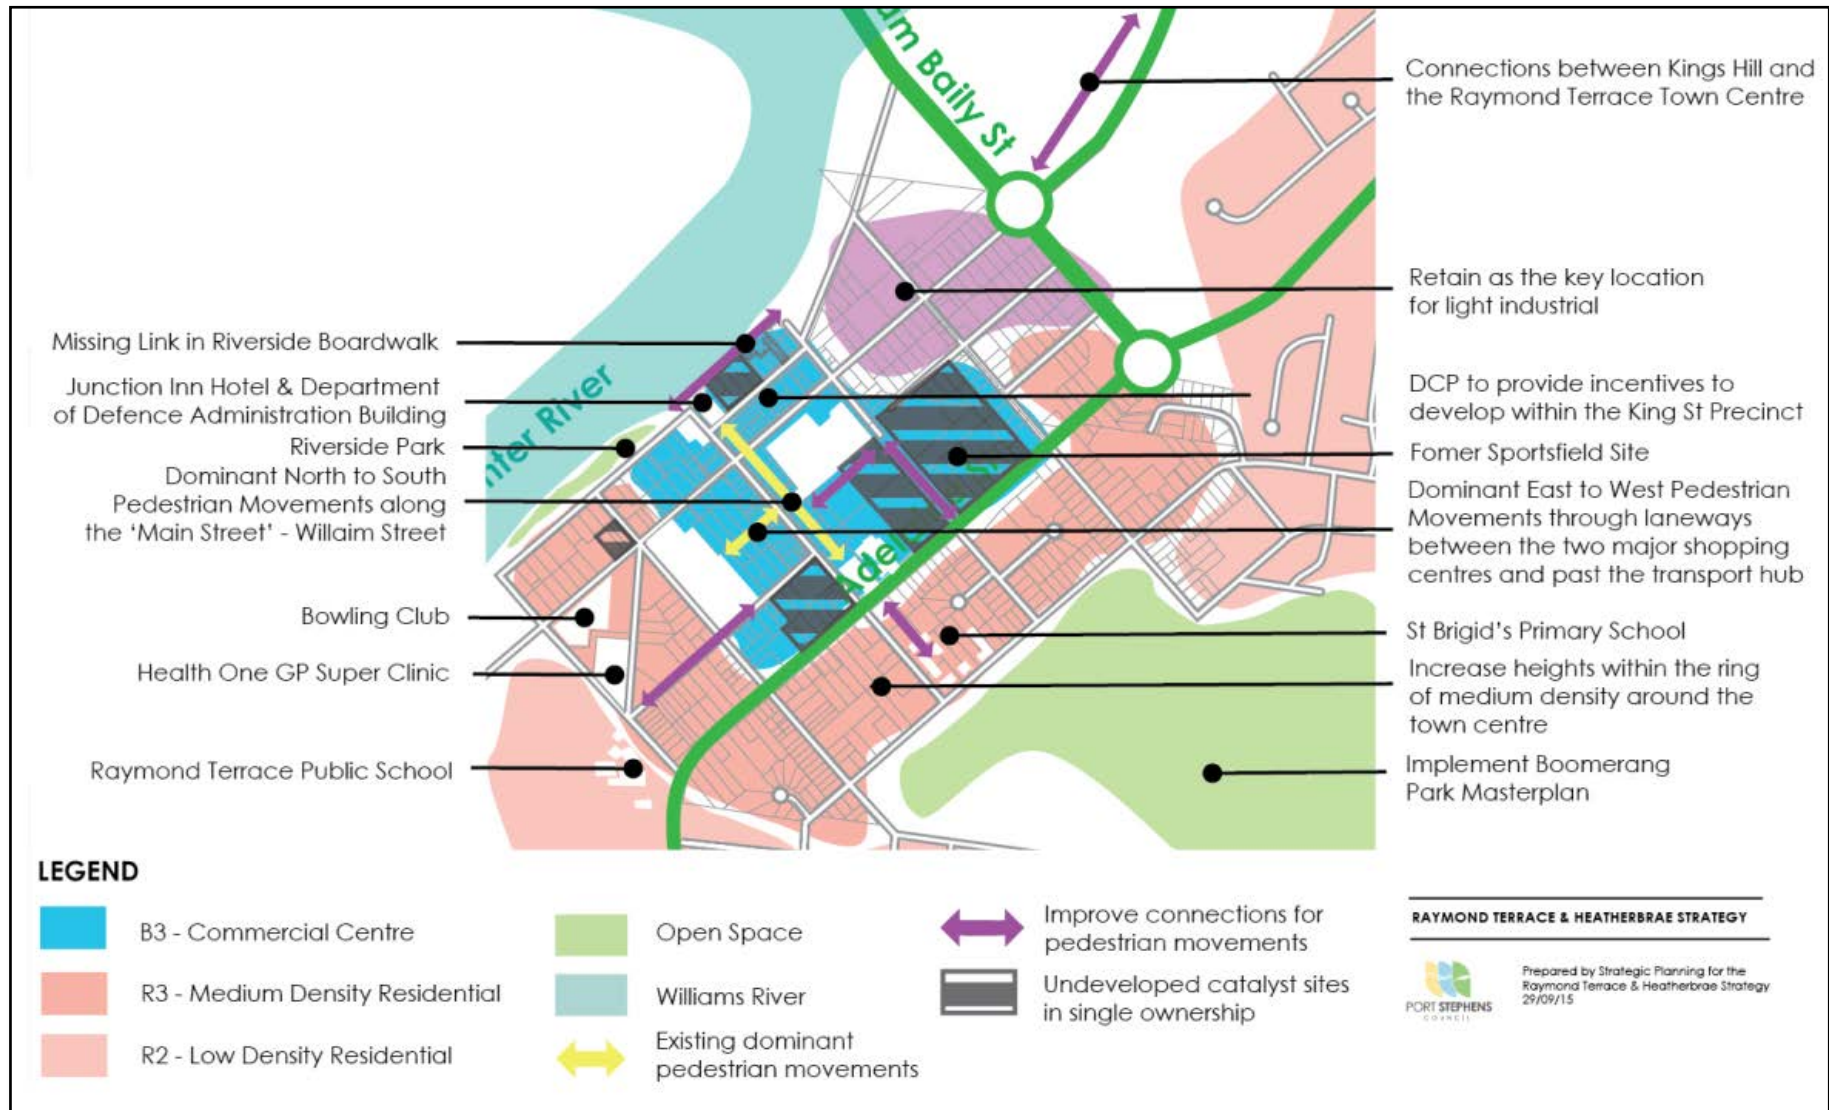 am Baily St
Connections between Kings Hill and
the Raymond Terrace Town Centre
Retain as the key location
for light industrial
Missing Link in Riverside Boardwalk
Junction Inn Hotel & Department
of Defence Administration Building
Riverside Park
Dominant North to South
Pedestrian Movements along
the 'Main Street' - Willaim Street
Bowling Club
Health One GP Super Clinic
Raymond Terrace Public School
nter River
Adel
St
DCP to provide incentives to
develop within the King St Precinct
Fomer Sportsfield Site
Dominant East to West Pedestrian
Movements through laneways
between the two major shopping
centres and past the transport hub
St Brigid's Primary School
Increase heights within the ring
of medium density around the
town centre
Implement Boomerang
Park Masterplan
LEGEND
B3 - Commercial Centre
R3 - Medium Density Residential
R2 - Low Density Residential
Open Space
Williams River
Existing dominant
pedestrian movements
Improve connections for
pedestrian movements
Undeveloped catalyst sites
in single ownership
RAYMOND TERRACE & HEATHERBRAE STRATEGY
PORT STEPHENS
COUNCIL
Prepared by Strategic Planning for the
Raymond Terrace & Heatherbrae Strategy
29/09/15